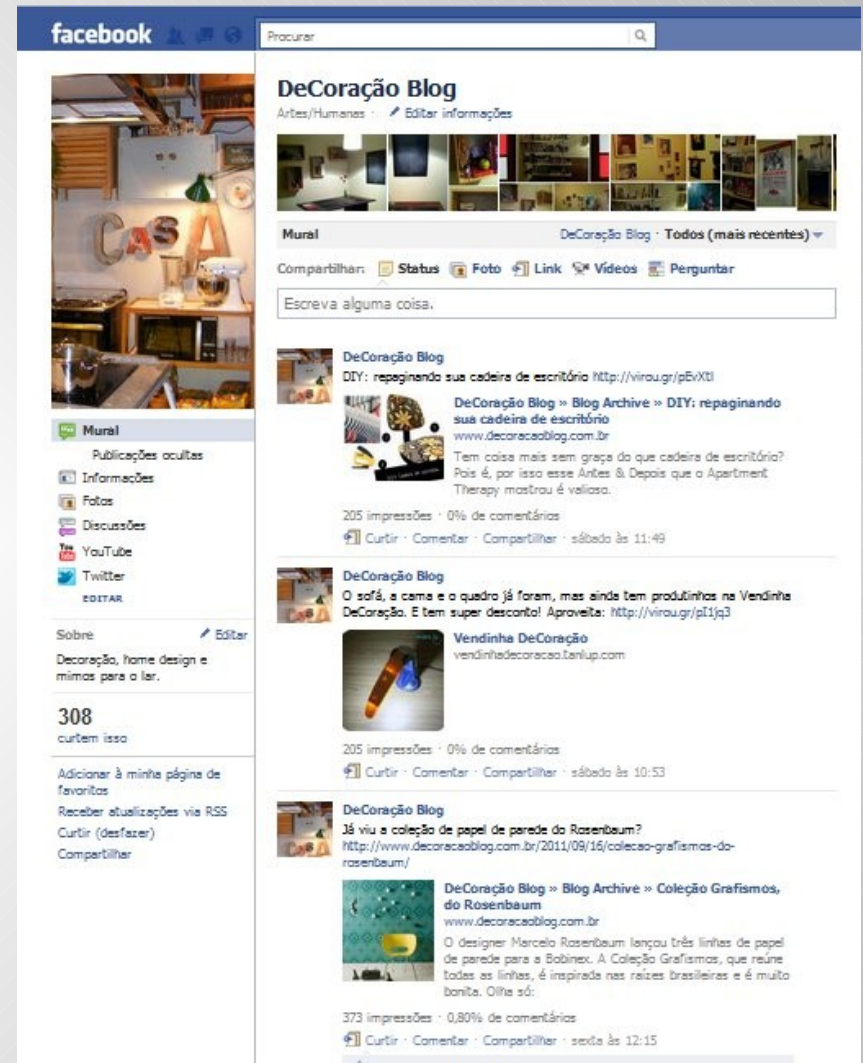 facebook
Procurar
DeCoração Blog
Artes/Humanas · Editar informações
Mural
DeCoração Blog · Todos (mais recentes)
Compartilhar: Status Foto Link Vídeos Perguntar
Escreva alguma coisa.
CASA
Mural
Publicações ocultas
Informações
Fotos
Discussões
YouTube
Twitter
EDITAR
Sobre Editar
Decoração, home design e
mimos para o lar.
308
curtem isso
Adicionar à minha página de
favoritos
Receber atualizações via RSS
Curtir (desfazer)
Compartilhar
DeCoração Blog
DIY: repaginando sua cadeira de escritório http://virou.gr/pEvXtI
DeCoração Blog » Blog Archive » DIY: repaginando
sua cadeira de escritório
www.decoracaoblog.com.br
Tem coisa mais sem graça do que cadeira de escritório?
Pois é, por isso esse Antes & Depois que o Apartment
Therapy mostrou é valioso.
205 impressões · 0% de comentários
Curtir · Comentar · Compartilhar · sábado às 11:49
DeCoração Blog
O sofá, a cama e o quadro já foram, mas ainda tem produtinhos na Vendinha
DeCoração. E tem super desconto! Aproveita: http://virou.gr/pI1jq3
Vendinha DeCoração
vendinhadecoracao.tanlup.com
205 impressões · 0% de comentários
Curtir · Comentar · Compartilhar · sábado às 10:53
DeCoração Blog
Já viu a coleção de papel de parede do Rosenbaum?
http://www.decoracaoblog.com.br/2011/09/16/colecao-grafismos-do-
rosenbaum/
DeCoração Blog » Blog Archive » Coleção Grafismos,
do Rosenbaum
www.decoracaoblog.com.br
O designer Marcelo Rosenbaum lançou três linhas de papel
de parede para a Bobinex. A Coleção Grafismos, que reúne
todas as linhas, é inspirada nas raízes brasileiras e é muito
bonita. Olha só:
373 impressões · 0,80% de comentários
Curtir · Comentar · Compartilhar · sexta às 12:15